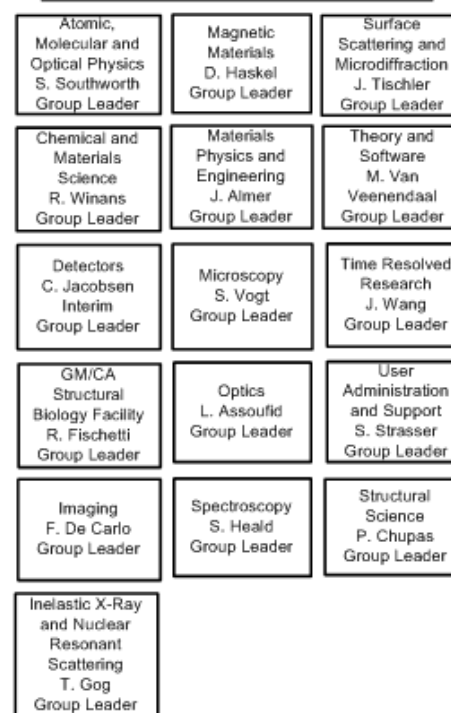 Atomic,
Molecular and
Optical Physics
S. Southworth
Group Leader
Magnetic
Materials
D. Haskel
Group Leader
Surface
Scattering and
Microdiffraction
J. Tischler
Group Leader
Chemical and
Materials
Science
R. Winans
Group Leader
Materials
Physics and
Engineering
J. Almer
Group Leader
Theory and
Software
M. Van
Veenendaal
Group Leader
Detectors
C. Jacobsen
Interim
Group Leader
Microscopy
S. Vogt
Group Leader
Time Resolved
Research
J. Wang
Group Leader
GM/CA
Structural
Biology Facility
R. Fischetti
Group Leader
Optics
L. Assoufid
Group Leader
User
Administration
and Support
S. Strasser
Group Leader
Imaging
F. De Carlo
Group Leader
Spectroscopy
S. Heald
Group Leader
Structural
Science
P. Chupas
Group Leader
Inelastic X-Ray
and Nuclear
Resonant
Scattering
T. Gog
Group Leader